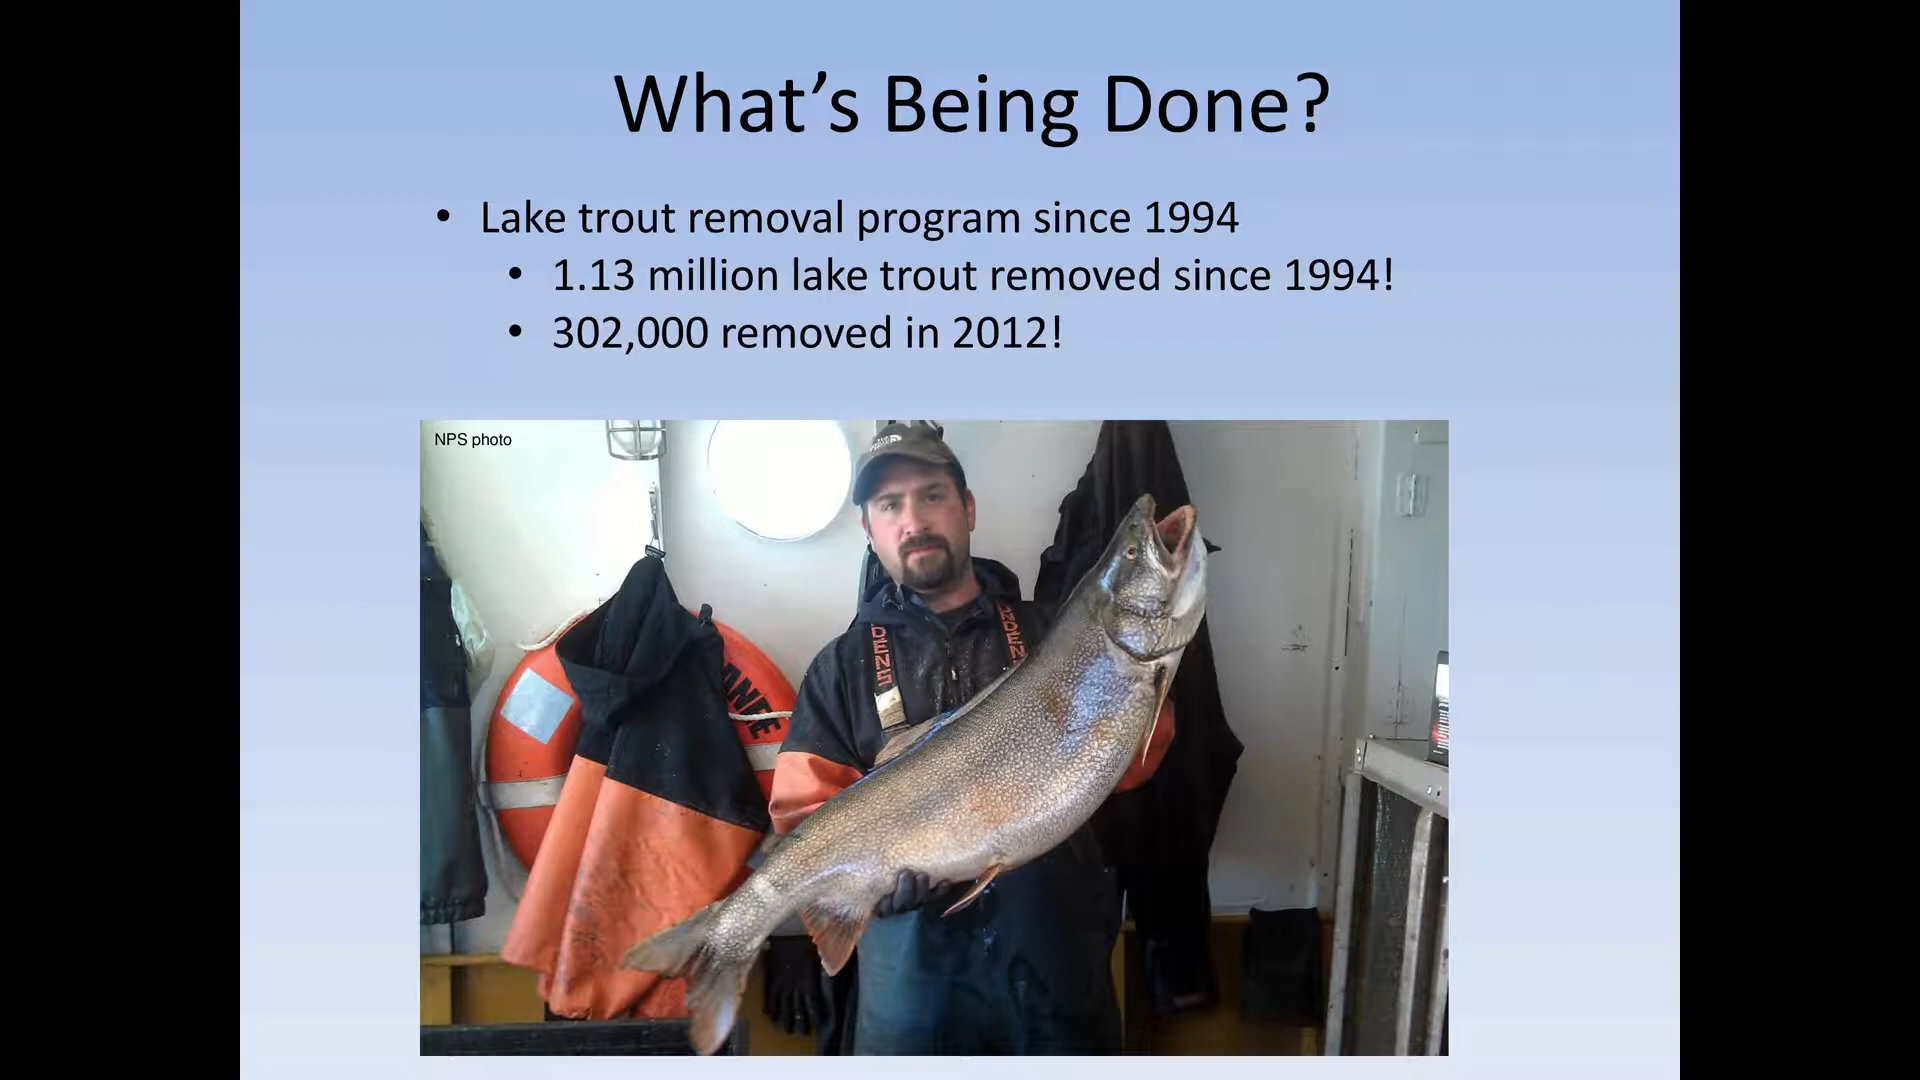 What’s Being Done?
• Lake trout removal program since 1994
• 1.13 million lake trout removed since 1994!
• 302,000 removed in 2012!
NPS photo